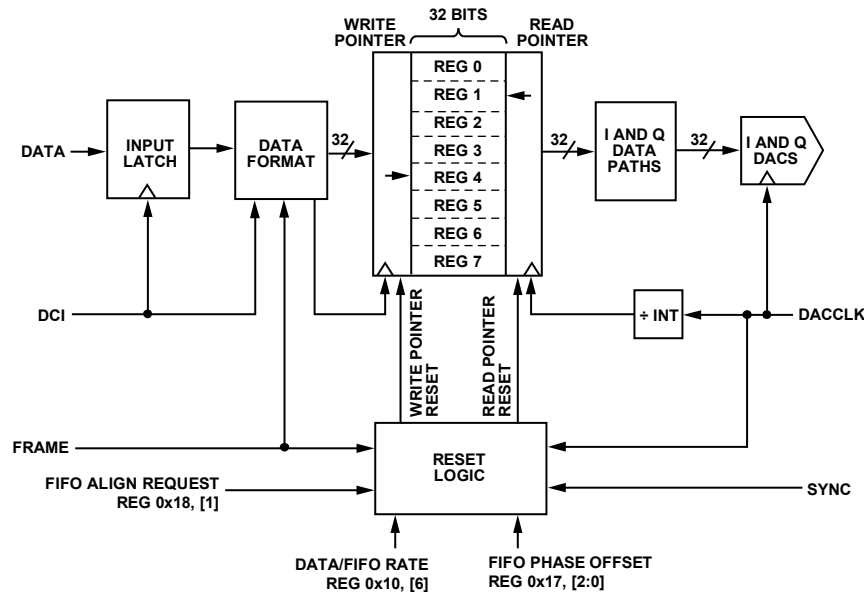 32 BITS
WRITE
POINTER
READ
POINTER
REG 0
REG 1
REG 2
REG 3
REG 4
REG 5
REG 6
REG 7
DATA
INPUT
LATCH
DATA
FORMAT
32
32
I AND Q
DATA
PATHS
32
I AND Q
DACS
DCI
÷ INT
DACCLK
WRITE POINTER
RESET
READ POINTER
RESET
FRAME
RESET
LOGIC
FIFO ALIGN REQUEST
REG 0x18, [1]
SYNC
DATA/FIFO RATE
REG 0x10, [6]
FIFO PHASE OFFSET
REG 0x17, [2:0]